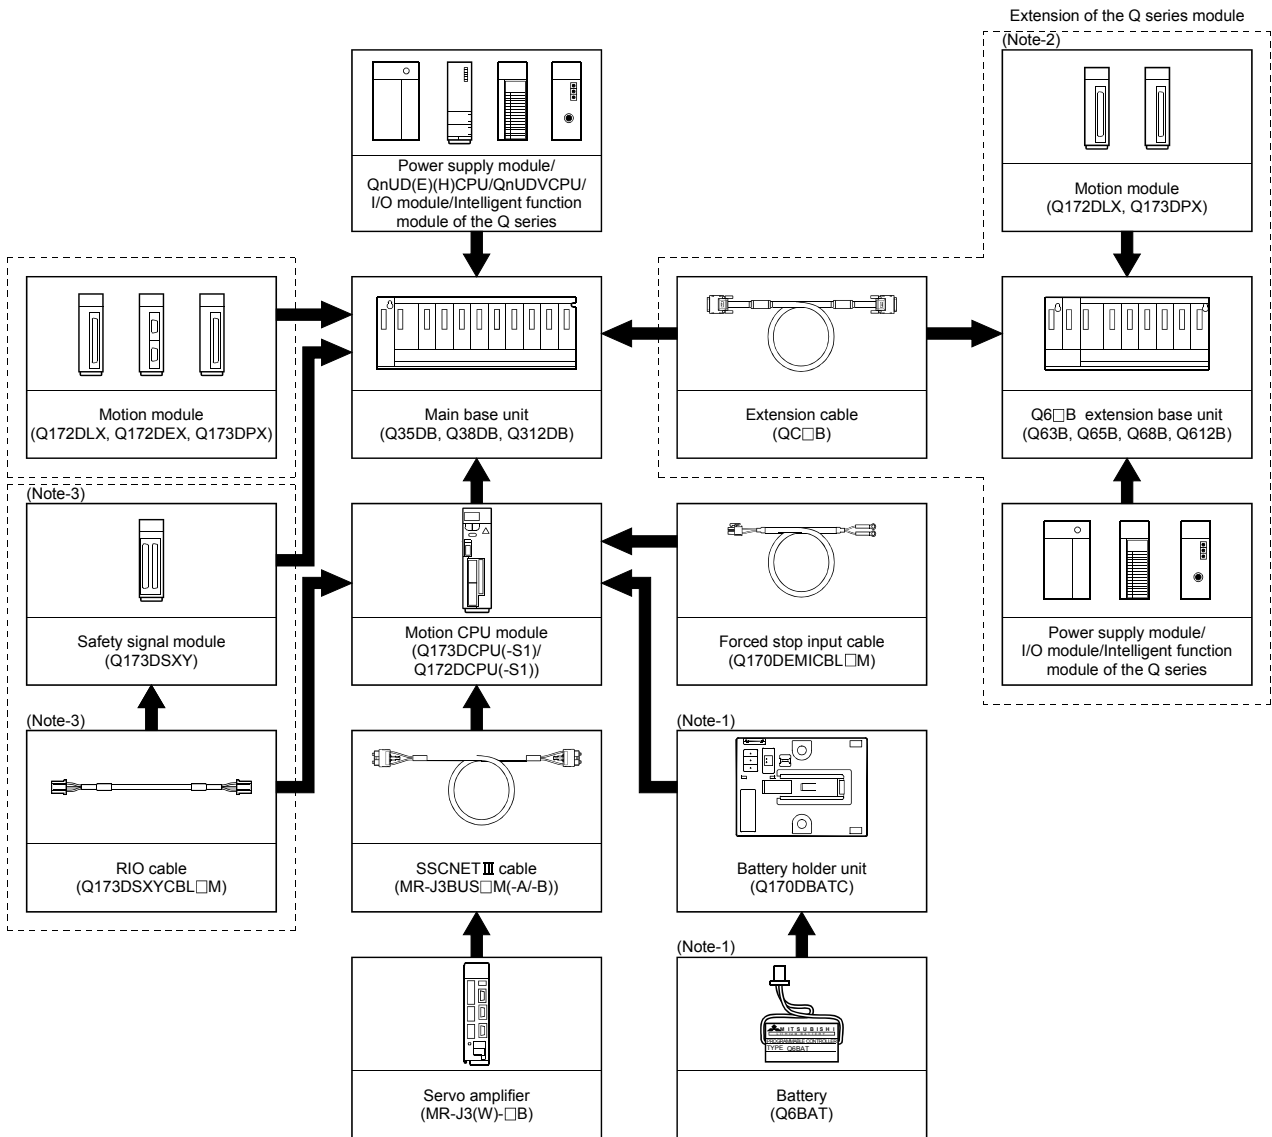 Extension of the Q series module
(Note-2)
Power supply module/
QnUD(E)(H)CPU/QnUDVCPU/
I/O module/Intelligent function
module of the Q series
Motion module
(Q172DLX, Q173DPX)
Motion module
(Q172DLX, Q172DEX, Q173DPX)
Main base unit
(Q35DB, Q38DB, Q312DB)
Extension cable
(QC□B)
Q6□B extension base unit
(Q63B, Q65B, Q68B, Q612B)
(Note-3)
Safety signal module
(Q173DSXY)
Motion CPU module
(Q173DCPU(-S1)/
Q172DCPU(-S1))
Forced stop input cable
(Q170DEMICBL□M)
Power supply module/
I/O module/Intelligent function
module of the Q series
(Note-3)
RIO cable
(Q173DSXYCBL□M)
SSCNETⅢ cable
(MR-J3BUS□M(-A/-B))
(Note-1)
Battery holder unit
(Q170DBATC)
Servo amplifier
(MR-J3(W)-□B)
(Note-1)
MITSUBISHI
PROGRAMMABLE CONTROLLER
TYPE Q6BAT
Battery
(Q6BAT)